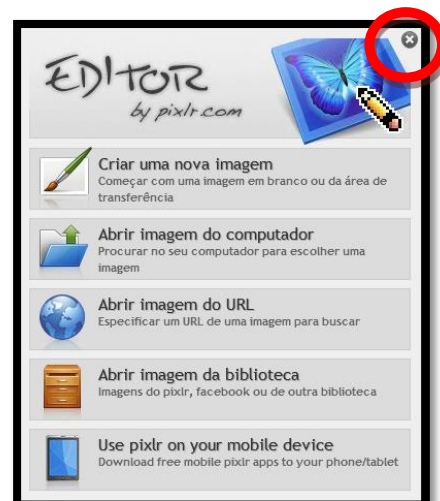 EDITOR
by pixlr.com
Criar uma nova imagem
Começar com uma imagem em branco ou da área de
transferência
Abrir imagem do computador
Procurar no seu computador para escolher uma
imagem
Abrir imagem do URL
Especificar um URL de uma imagem para buscar
Abrir imagem da biblioteca
Imagens do pixlr, facebook ou de outra biblioteca
Use pixlr on your mobile device
Download free mobile pixlr apps to your phone/tablet